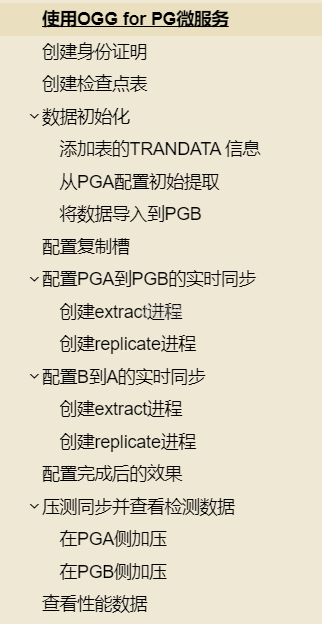 使用OGG for PG微服务
创建身份证明
创建检查点表
数据初始化
添加表的TRANDATA 信息
从PGA配置初始提取
将数据导入到PGB
配置复制槽
配置PGA到PGB的实时同步
创建extract进程
创建replicate进程
配置B到A的实时同步
创建extract进程
创建replicate进程
配置完成后的效果
压测同步并查看检测数据
在PGA侧加压
在PGB侧加压
查看性能数据